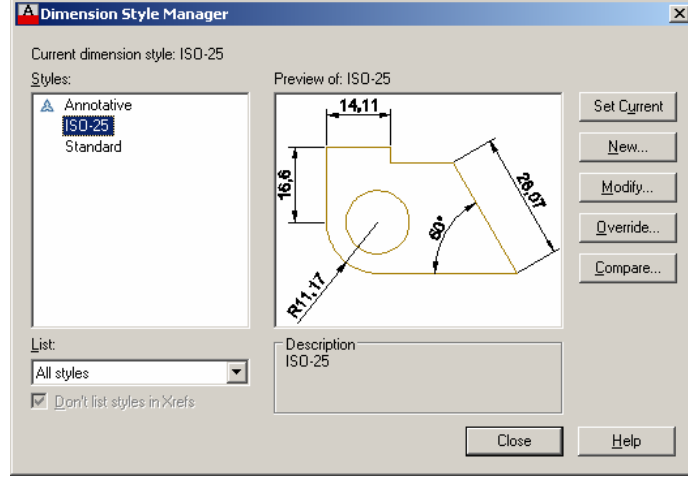 Dimension Style Manager
Current dimension style: ISO-25
Styles:
Annotative
ISO-25
Standard
Preview of: ISO-25
14,11
16,6
28,07
60°
R11,17
Set Current
New...
Modify...
Override...
Compare...
List:
All styles
Don't list styles in Xrefs
Description
ISO-25
Close
Help